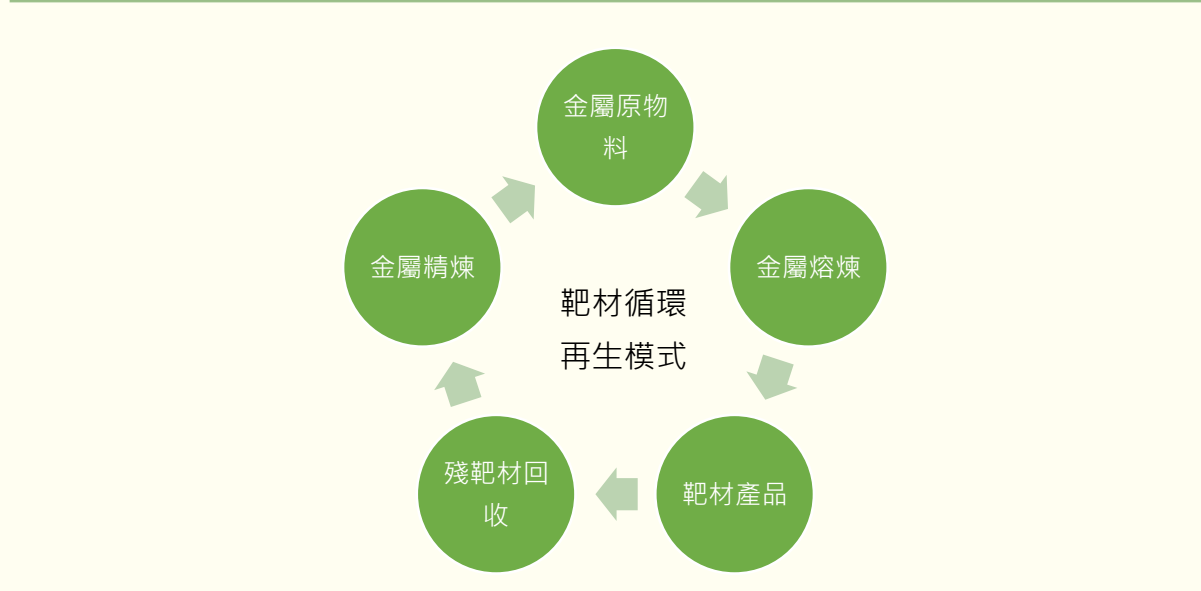 金屬原物
料
金屬精煉
金屬熔煉
靶材循環
再生模式
殘靶材回
收
靶材產品